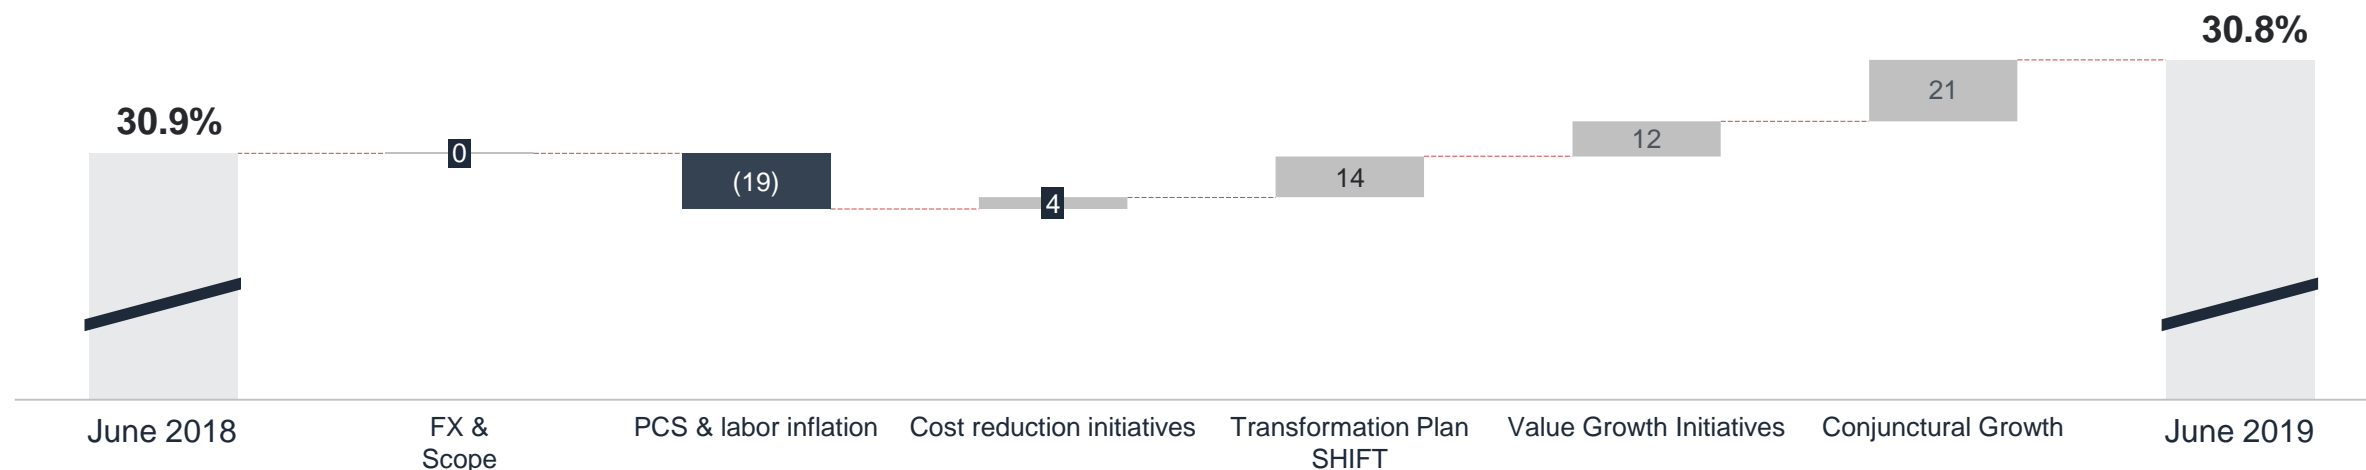 30.9%
0
(19)
4
14
12
21
30.8%
June 2018
FX &
Scope
PCS & labor inflation
Cost reduction initiatives
Transformation Plan
SHIFT
Value Growth Initiatives
Conjunctural Growth
June 2019